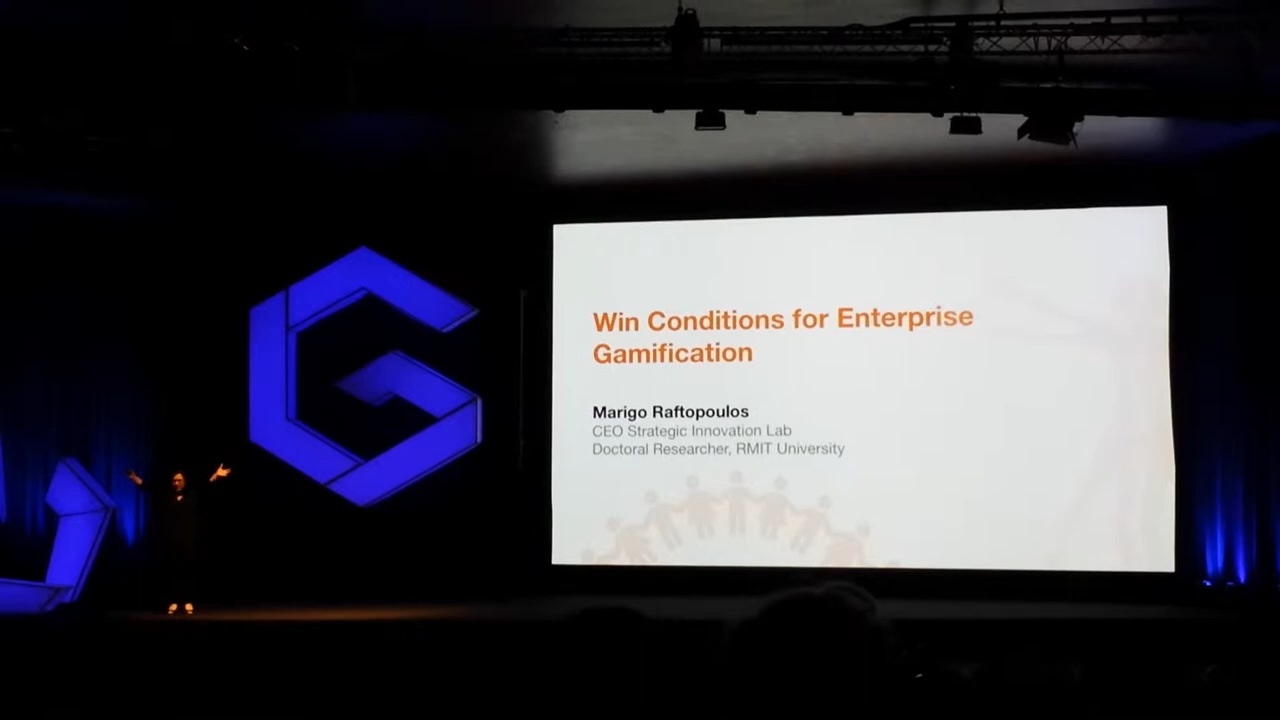 G
Win Conditions for Enterprise
Gamification
Marigo Raftopoulos
CEO Strategic Innovation Lab
Doctoral Researcher, RMIT University